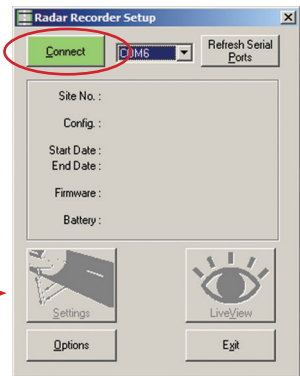 Radar Recorder Setup
Connect
COM6
Refresh Serial
Ports
Site No. :
Config. :
Start Date :
End Date :
Firmware :
Battery :
Settings
LiveView
Options
Exit